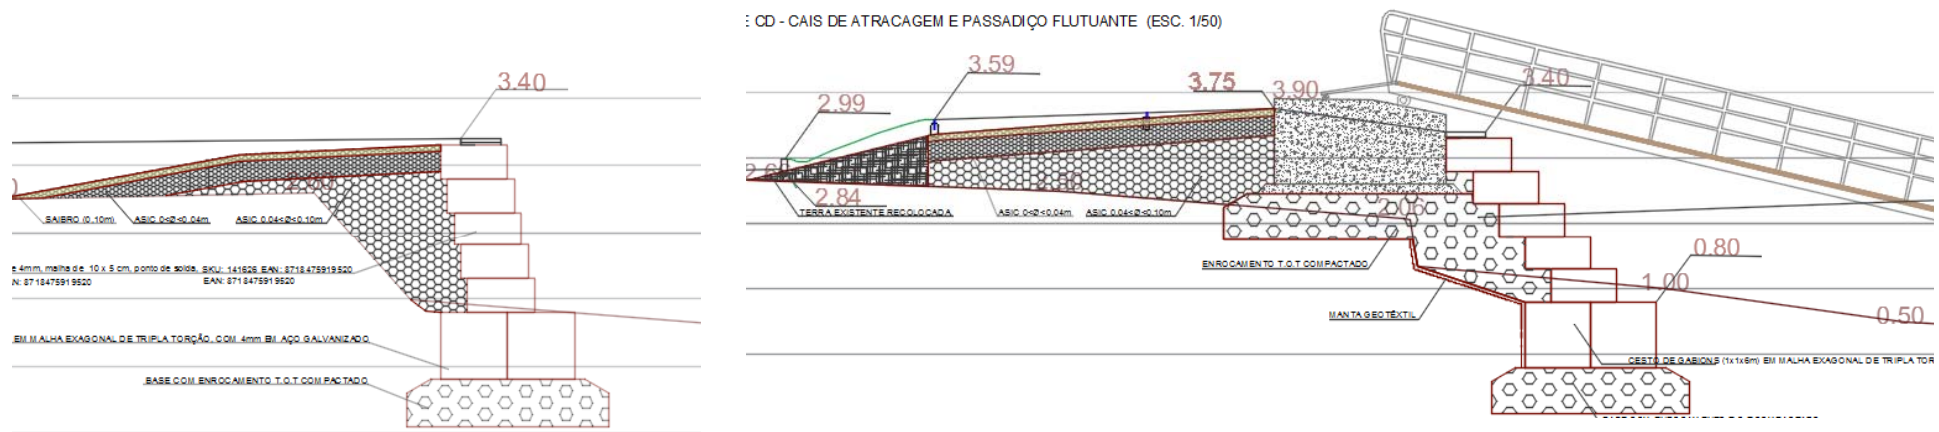 3.40
SAIBRO (0,10m)
ASIC 0<Ø<0.04m
ASIC 0.04<Ø<0.10m
e 4mm, malha de 10 x 5 cm, ponto de solda, SKU: 141626 EAN: 8718475919520
N: 8718475919520
EAN: 8718475919520
EM MALHA EXAGONAL DE TRIPLA TORÇÃO, COM 4mm EM AÇO GALVANIZADO
BASE COM ENROCAMENTO T.O.T COMPACTADO
E CD - CAIS DE ATRACAGEM E PASSADIÇO FLUTUANTE (ESC. 1/50)
3.59
3.75
3.90
3.40
2.99
2.84
2.06
TERRA EXISTENTE RECOLOCADA
ASIC 0<Ø<0.04m
ASIC 0.04<Ø<0.10m
ENROCAMENTO T.O.T COMPACTADO
0.80
1.00
0.50
MANTA GEOTÊXTIL
CESTO DE GABIONS (1x1x6m) EM MALHA EXAGONAL DE TRIPLA TOR